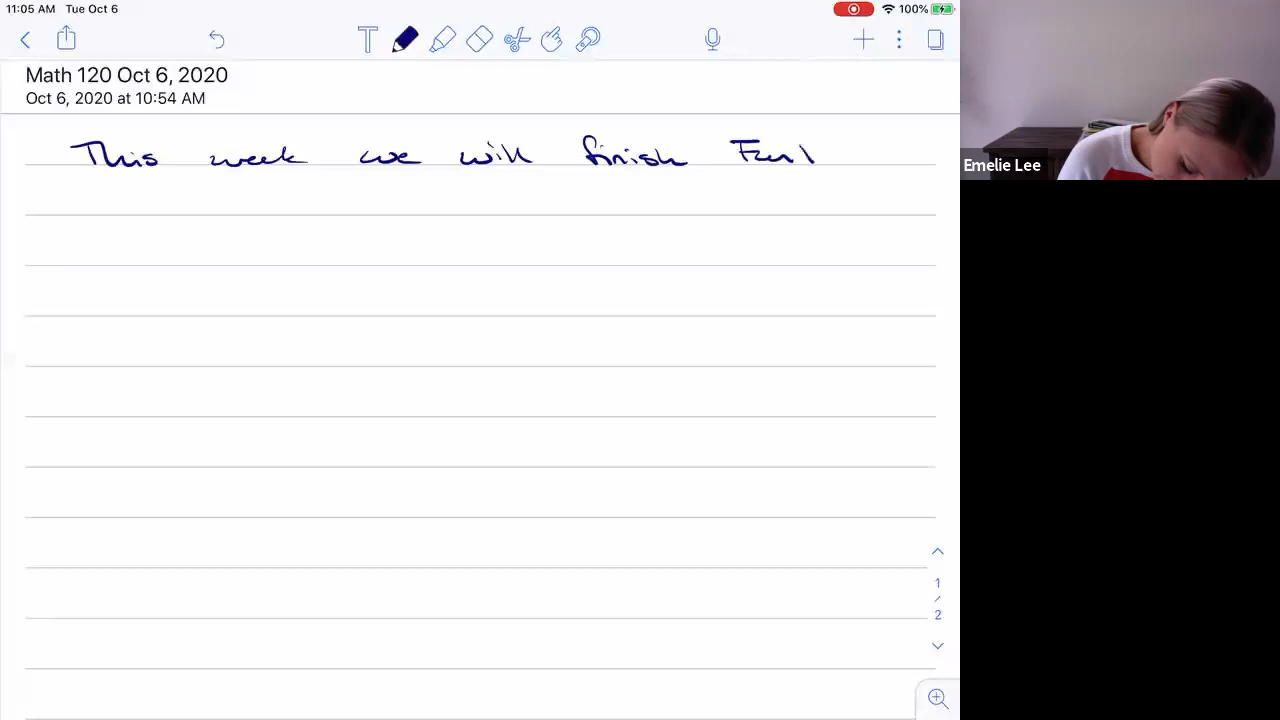 11:05 AM Tue Oct 6
100%
T
Math 120 Oct 6, 2020
Oct 6, 2020 at 10:54 AM
This week we will finish
Emelie Lee
1
/
2